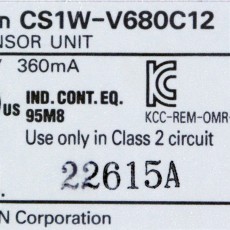 n CS1W-V680C12
NSOR UNIT
360mA
US IND. CONT. EQ.
95M8
KCC-REM-OMR-
Use only in Class 2 circuit
22615A
N Corporation